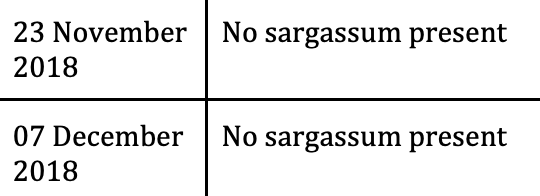 23 November
2018
No sargassum present
07 December
2018
No sargassum present